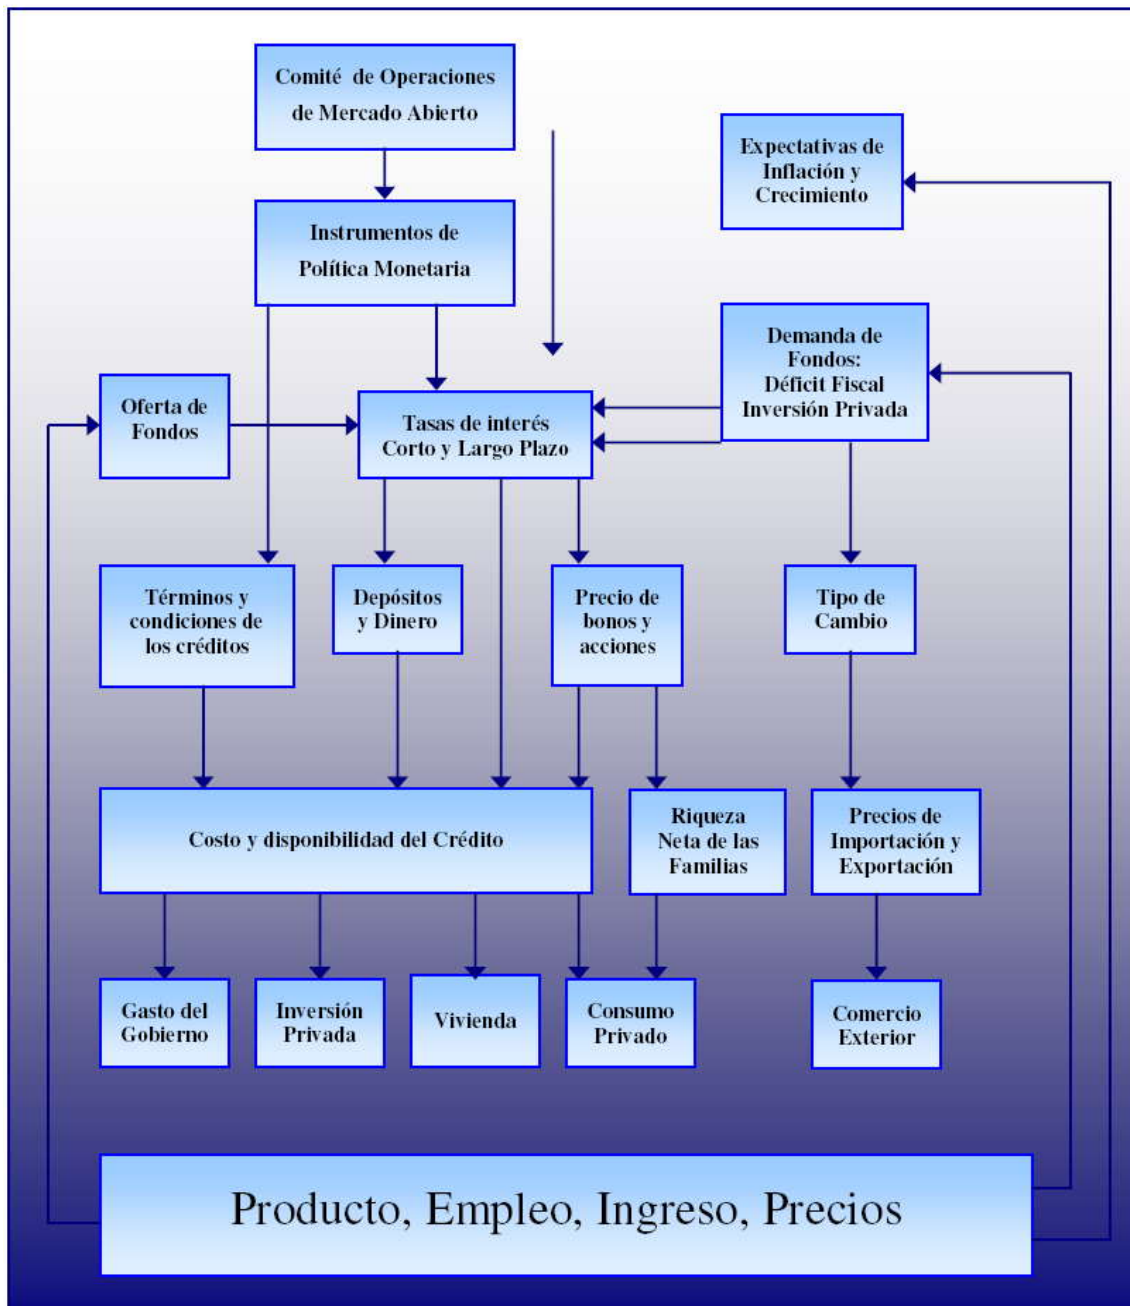 Comité de Operaciones
de Mercado Abierto
Expectativas de
Inflación y
Crecimiento
Instrumentos de
Política Monetaria
Demanda de
Fondos:
Déficit Fiscal
Inversión Privada
Oferta de
Fondos
Tasas de interés
Corto y Largo Plazo
Términos y
condiciones de
los créditos
Depósitos
y Dinero
Precio de
bonos y
acciones
Tipo de
Cambio
Costo y disponibilidad del Crédito
Riqueza
Neta de las
Familias
Precios de
Importación y
Exportación
Gasto del
Gobierno
Inversión
Privada
Vivienda
Consumo
Privado
Comercio
Exterior
Producto, Empleo, Ingreso, Precios